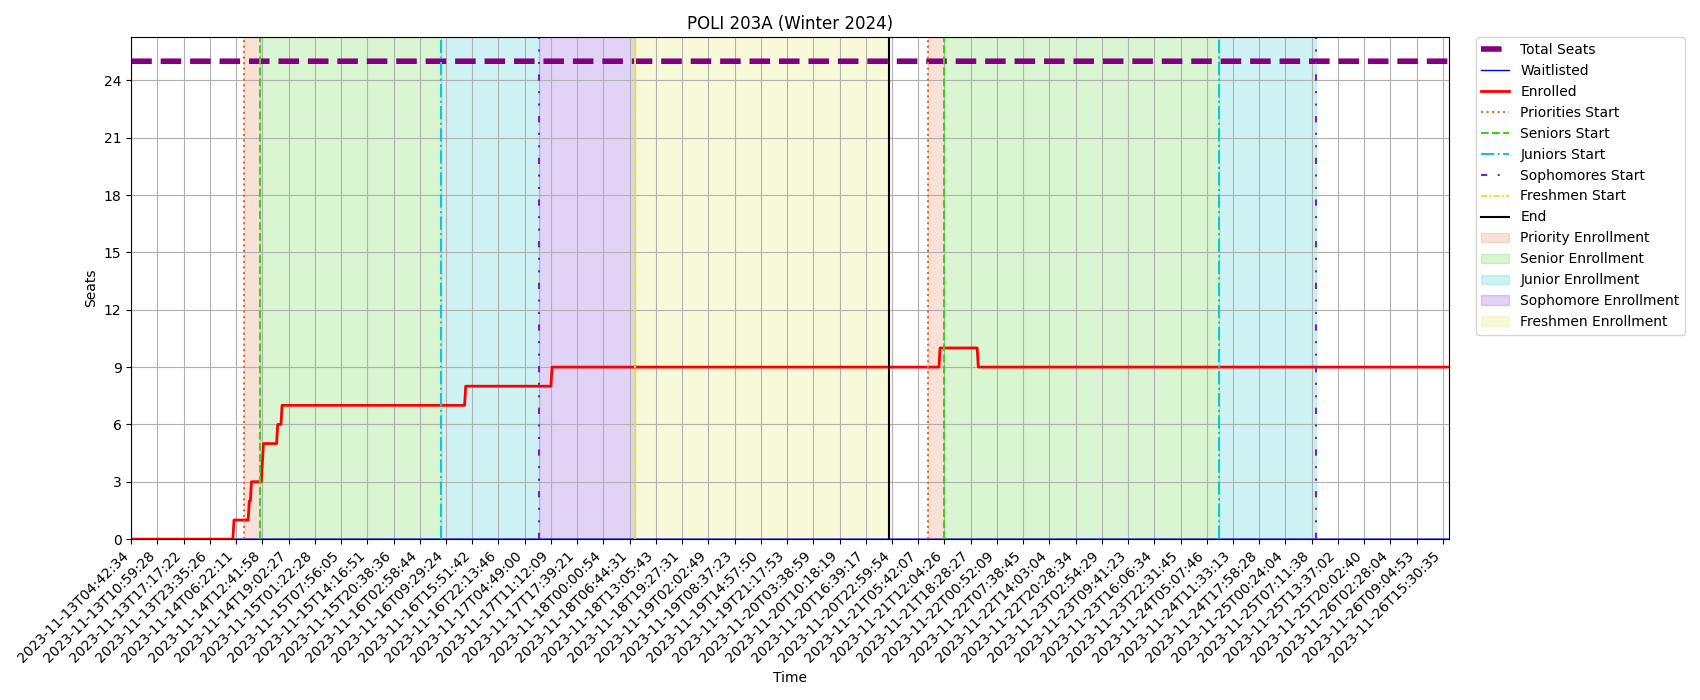 POLI 203A (Winter 2024)
Seats
24
21
18
15
12
9
6
3
0
2023-11-13T04:42:34
2023-11-13T10:59:28
2023-11-13T17:17:22
2023-11-13T23:35:26
2023-11-14T06:22:11
2023-11-14T12:41:58
2023-11-14T19:02:27
2023-11-15T01:22:28
2023-11-15T07:56:05
2023-11-15T14:16:51
2023-11-15T20:38:36
2023-11-16T02:58:44
2023-11-16T09:29:24
2023-11-16T15:51:42
2023-11-16T22:13:46
2023-11-17T04:49:00
2023-11-17T11:12:09
2023-11-17T17:39:21
2023-11-18T00:00:54
2023-11-18T06:44:31
2023-11-18T13:05:43
2023-11-18T19:27:31
2023-11-19T02:02:49
2023-11-19T08:37:23
2023-11-19T14:57:50
2023-11-19T21:17:53
2023-11-20T03:38:59
2023-11-20T10:18:19
2023-11-20T16:39:17
2023-11-20T22:59:54
2023-11-21T05:42:07
2023-11-21T12:04:26
2023-11-21T18:28:27
2023-11-22T00:52:09
2023-11-22T07:38:45
2023-11-22T14:03:04
2023-11-22T20:28:34
2023-11-23T02:54:29
2023-11-23T09:41:23
2023-11-23T16:06:34
2023-11-23T22:31:45
2023-11-24T05:07:46
2023-11-24T11:33:13
2023-11-24T17:58:28
2023-11-25T00:24:04
2023-11-25T07:11:38
2023-11-25T13:37:02
2023-11-25T20:02:40
2023-11-26T02:28:04
2023-11-26T09:04:53
2023-11-26T15:30:35
Time
Total Seats
Waitlisted
Enrolled
Priorities Start
Seniors Start
Juniors Start
Sophomores Start
Freshmen Start
End
Priority Enrollment
Senior Enrollment
Junior Enrollment
Sophomore Enrollment
Freshmen Enrollment